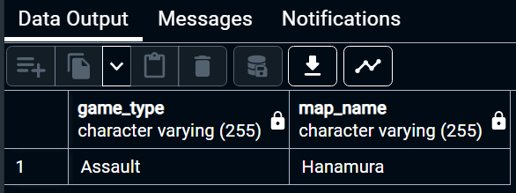 Data Output Messages Notifications
game_type map_name
character varying (255) character varying (255)
1 Assault Hanamura